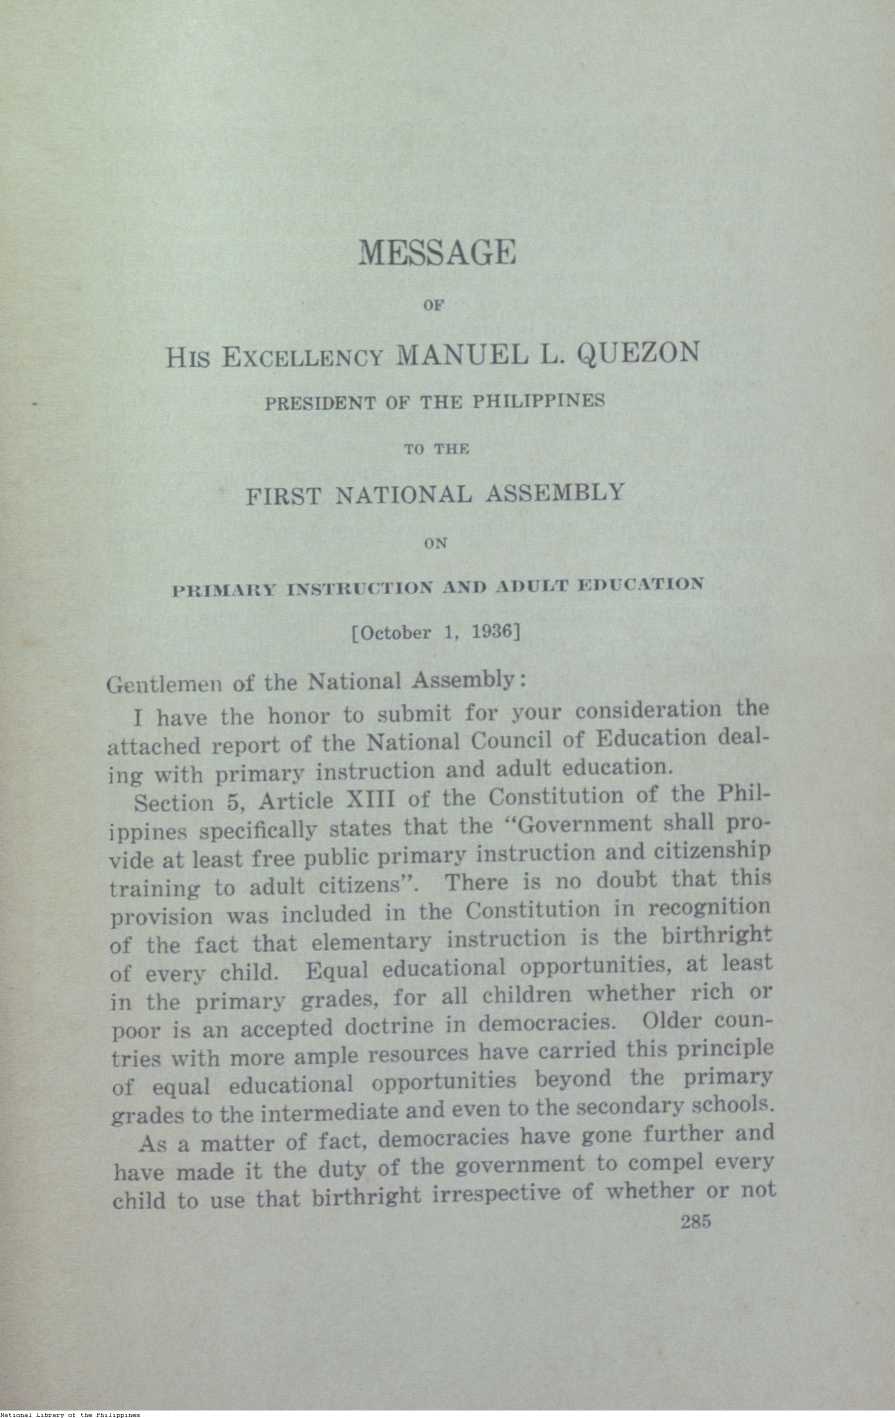 MESSAGE
OF
HIS EXCELLENCY MANUEL L. QUEZON
PRESIDENT OF THE PHILIPPINES
TO THE
FIRST NATIONAL ASSEMBLY
ON
PRIMARY INSTRUCTION AND ADULT EDUCATION
[October 1, 1936]
Gentlemen of the National Assembly:
I have the honor to submit for your consideration the
attached report of the National Council of Education deal-
ing with primary instruction and adult education.
Section 5, Article XIII of the Constitution of the Phil-
ippines specifically states that the “Government shall pro-
vide at least free public primary instruction and citizenship
training to adult citizens”. There is no doubt that this
provision was included in the Constitution in recognition
of the fact that elementary instruction is the birthright
of every child. Equal educational opportunities, at least
in the primary grades, for all children whether rich or
poor is an accepted doctrine in democracies. Older coun-
tries with more ample resources have carried this principle
of equal educational opportunities beyond the primary
grades to the intermediate and even to the secondary schools.
As a matter of fact, democracies have gone further and
have made it the duty of the government to compel every
child to use that birthright irrespective of whether or not
285
National Library of the Philippines